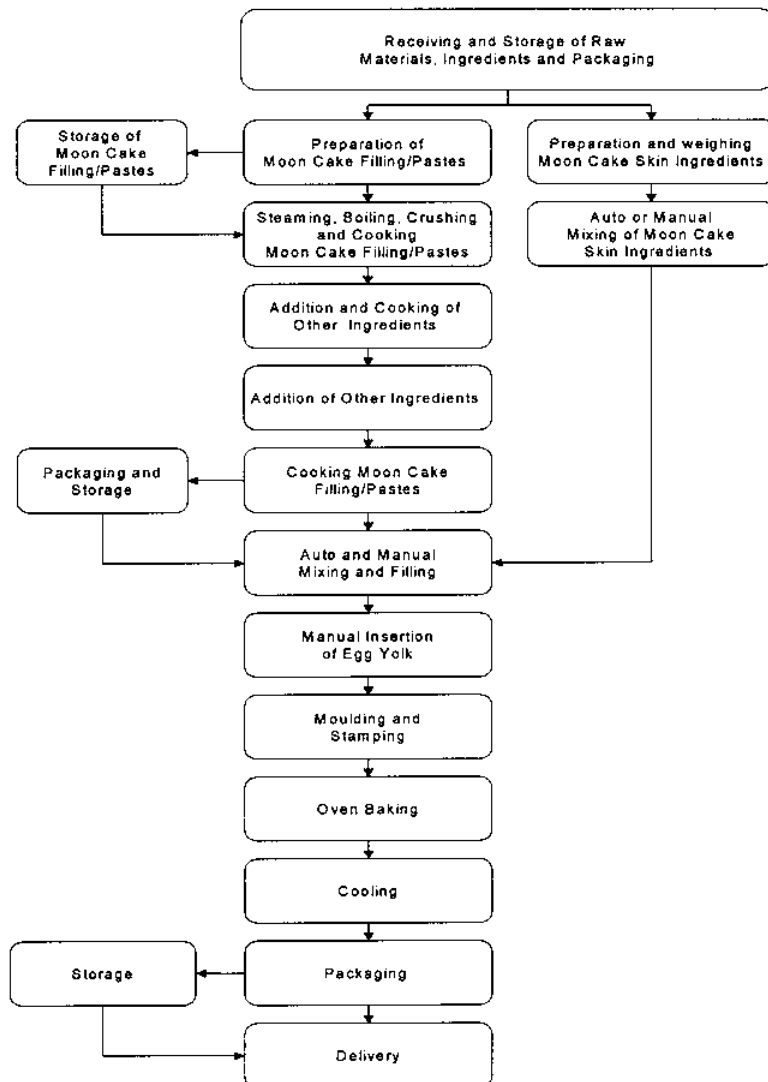 Receiving and Storage of Raw
Materials, Ingredients and Packaging
Storage of
Moon Cake
Filling/Pastes
Preparation of
Moon Cake Filling/Pastes
Preparation and weighing
Moon Cake Skin Ingredients
Steaming, Boiling, Crushing
and Cooking
Moon Cake Filling/Pastes
Auto or Manual
Mixing of Moon Cake
Skin Ingredients
Addition and Cooking of
Other Ingredients
Addition of Other Ingredients
Packaging and
Storage
Cooking Moon Cake
Filling/Pastes
Auto and Manual
Mixing and Filling
Manual Insertion
of Egg Yolk
Moulding and
Stamping
Oven Baking
Cooling
Storage
Packaging
Delivery